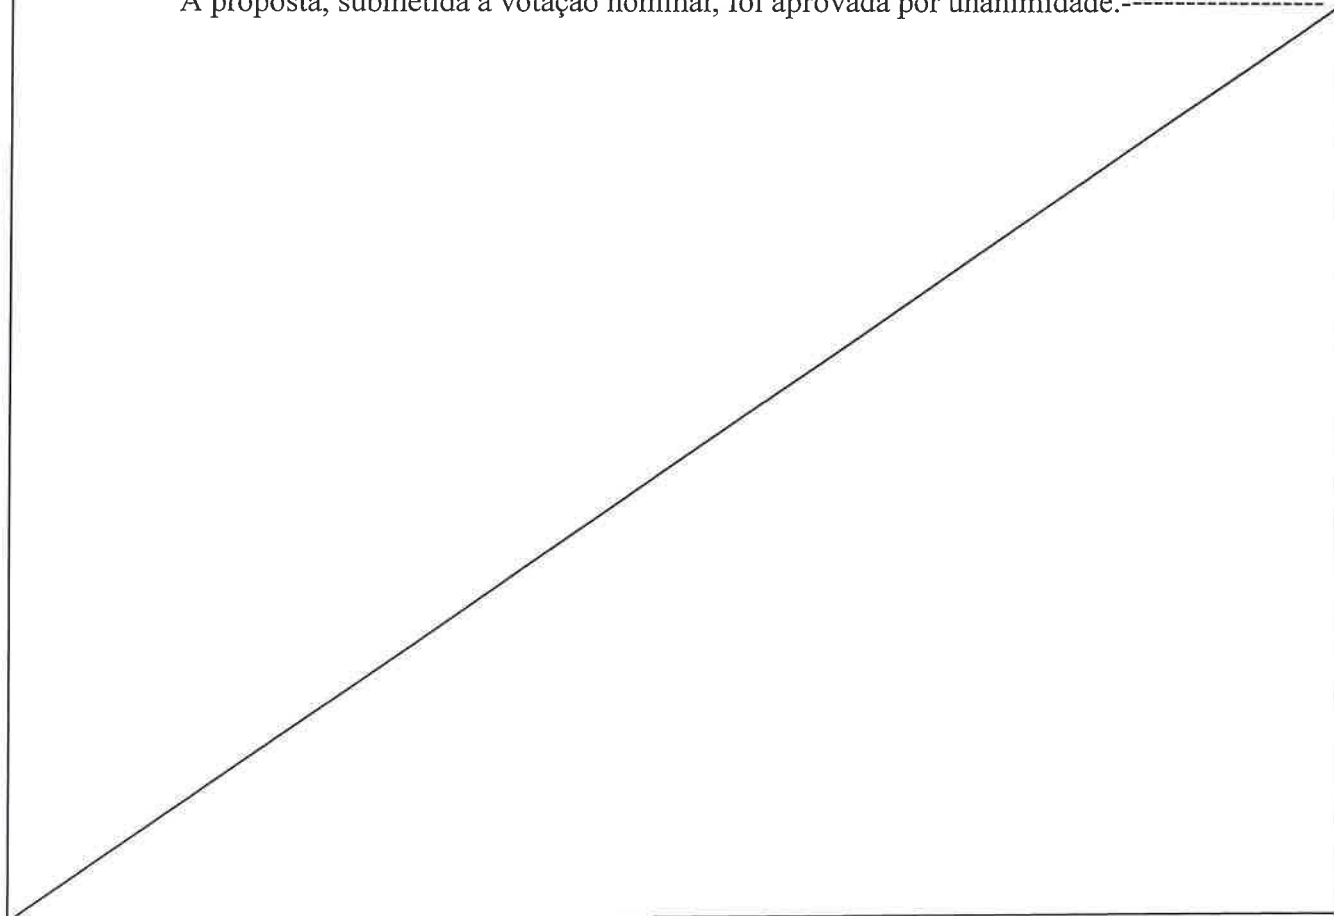 A proposta, submetida a votação nominal, foi aprovada por unanimidade.-------------------